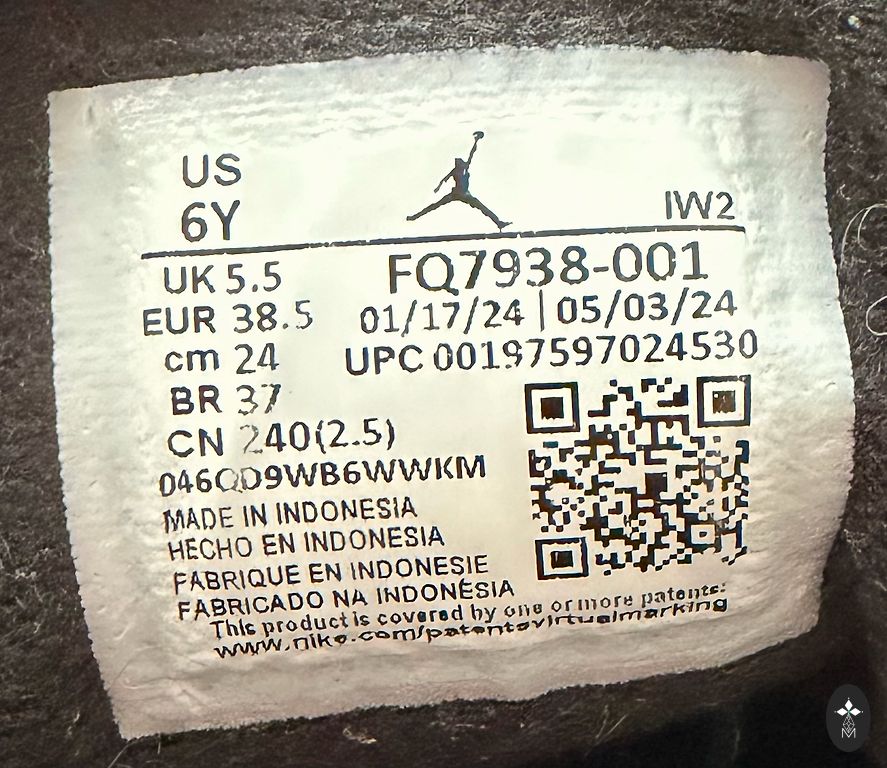 US
6Y
IW2
UK 5.5
FQ7938-001
EUR 38.5
01/17/24 | 05/03/24
cm 24
UPC 00197597024530
BR 37
CN 240(2.5)
046QD9WB6WWKM
MADE IN INDONESIA
HECHO EN INDONESIA
FABRIQUE EN INDONESIE
FABRICADO NA INDONÉSIA
This product is covered by one or more patents:
www.nike.com/patentsvirtualmarking
M